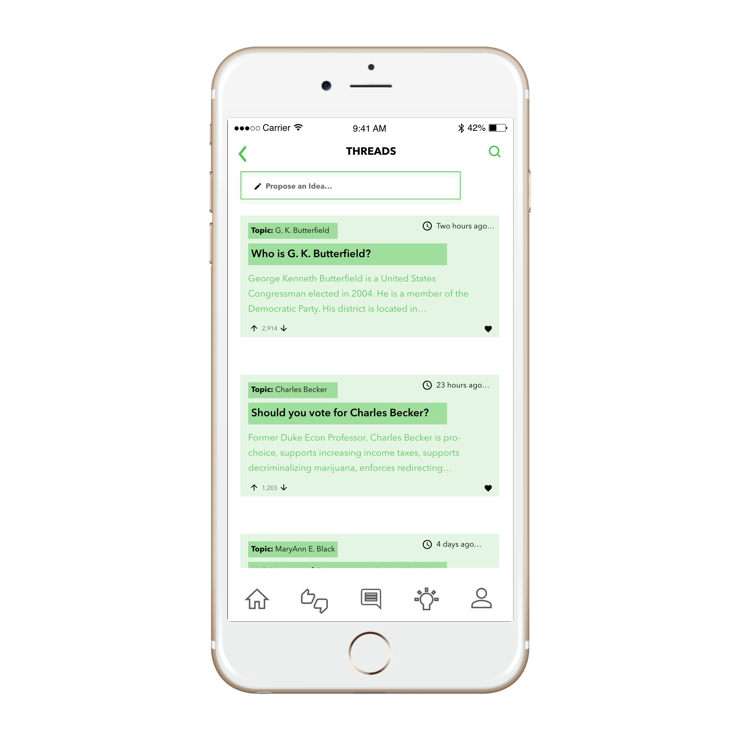 Carrier 9:41 AM 42%
THREADS
Propose an Idea...
Topic: G. K. Butterfield Two hours ago...
Who is G. K. Butterfield?
George Kenneth Butterfield is a United States
Congressman elected in 2004. He is a member of the
Democratic Party. His district is located in...
2,914
Topic: Charles Becker 23 hours ago...
Should you vote for Charles Becker?
Former Duke Econ Professor, Charles Becker is pro-
choice, supports increasing income taxes, supports
decriminalizing marijuana, enforces redirecting...
1,203
Topic: MaryAnn E. Black 4 days ago...